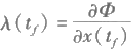 λ(t_f) = ∂Φ / ∂x(t_f)